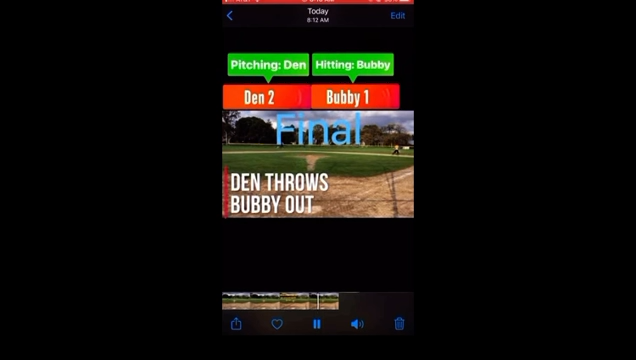 Today
8:12 AM
Edit
Pitching: Den
Hitting: Bubby
Den 2
Bubby 1
Final
DEN THROWS
BUBBY OUT